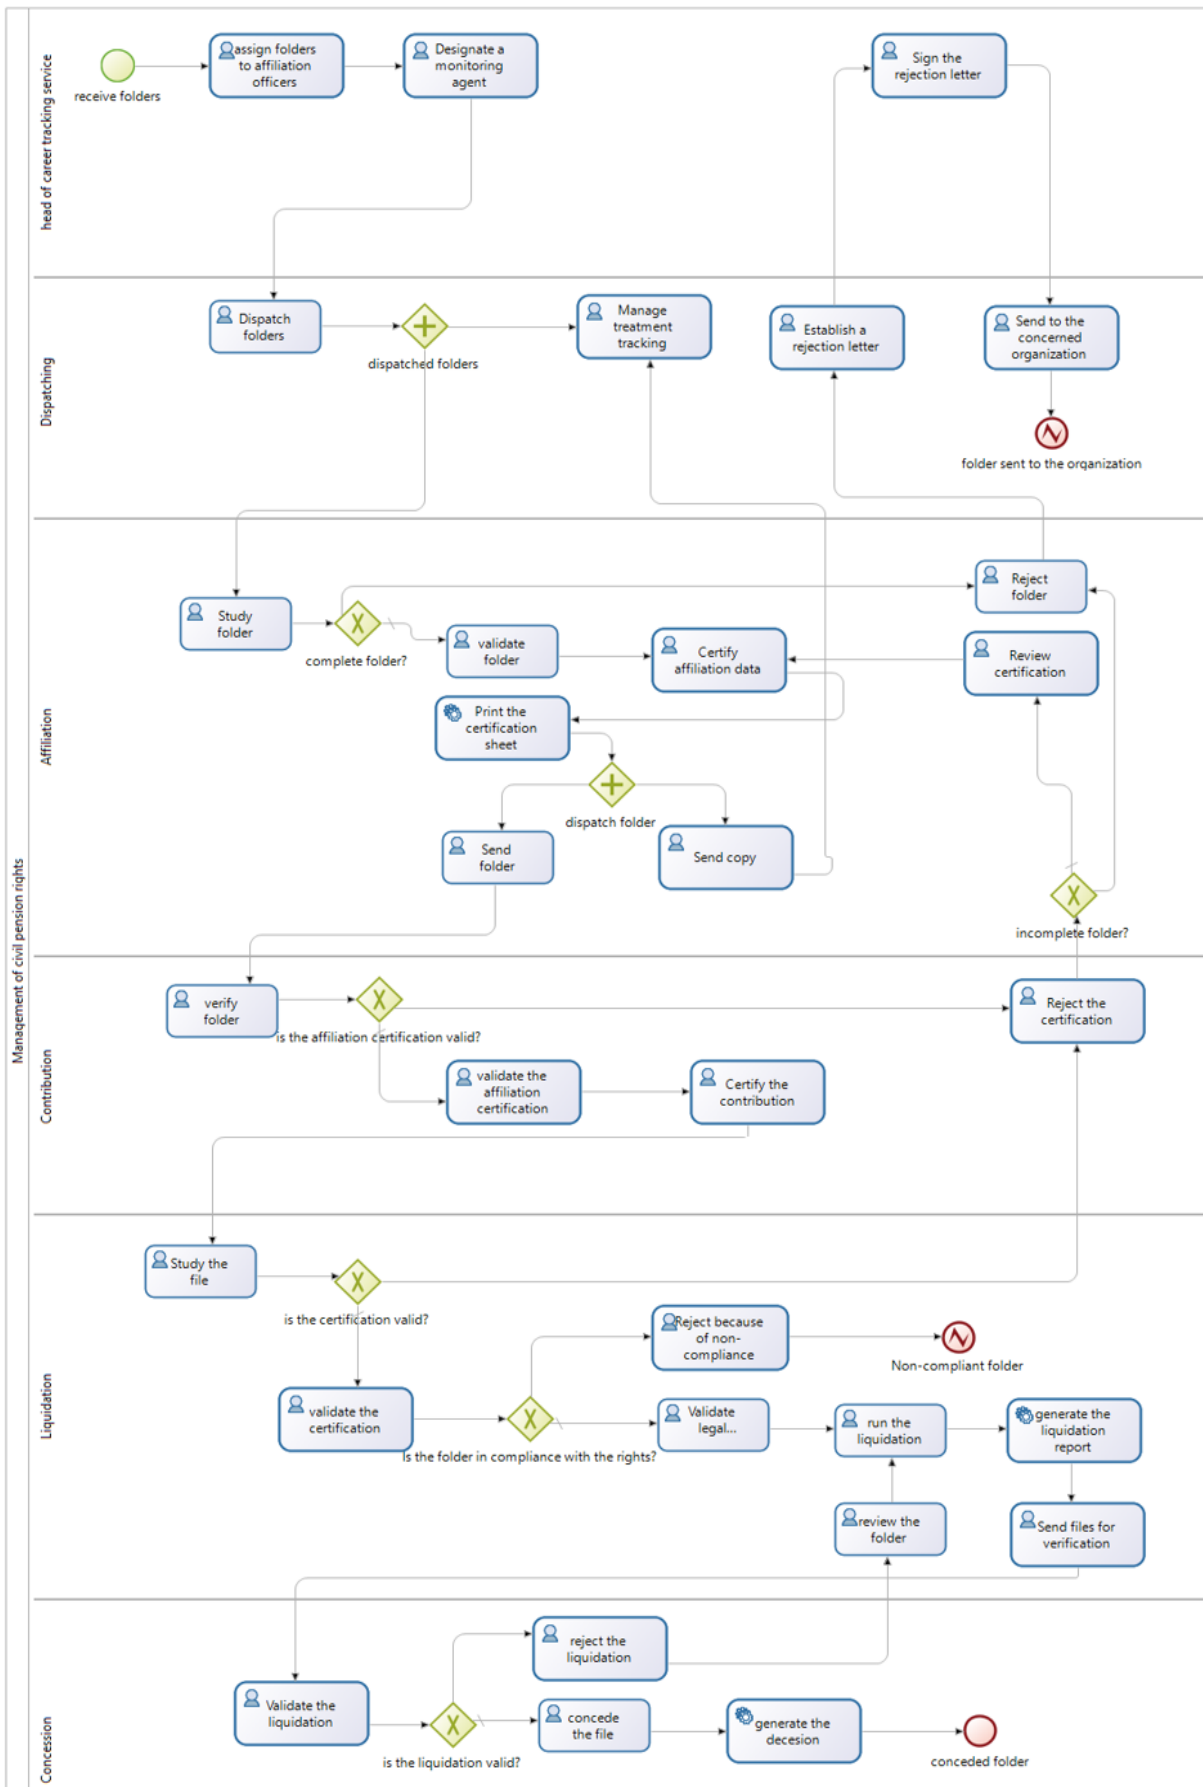 Management of civil pension rights
head of career tracking service
receive folders
assign folders
to affiliation
officers
Designate a
monitoring
agent
Sign the
rejection letter
Dispatching
Dispatch
folders
dispatched folders
Manage
treatment
tracking
Establish a
rejection letter
Send to the
concerned
organization
folder sent to the organization
Affiliation
Study
folder
complete folder?
validate
folder
Certify
affiliation data
Reject
folder
Review
certification
Print the
certification
sheet
dispatch folder
Send
folder
Send copy
incomplete folder?
Contribution
verify
folder
is the affiliation certification valid?
Reject the
certification
validate the
affiliation
certification
Certify the
contribution
Liquidation
Study the
file
is the certification valid?
Reject because
of non-
compliance
Non-compliant folder
validate the
certification
Is the folder in compliance with the rights?
Validate
legal...
run the
liquidation
generate the
liquidation
report
review the
folder
Send files for
verification
Concession
reject the
liquidation
Validate the
liquidation
is the liquidation valid?
concede
the file
generate the
decesion
conceded folder